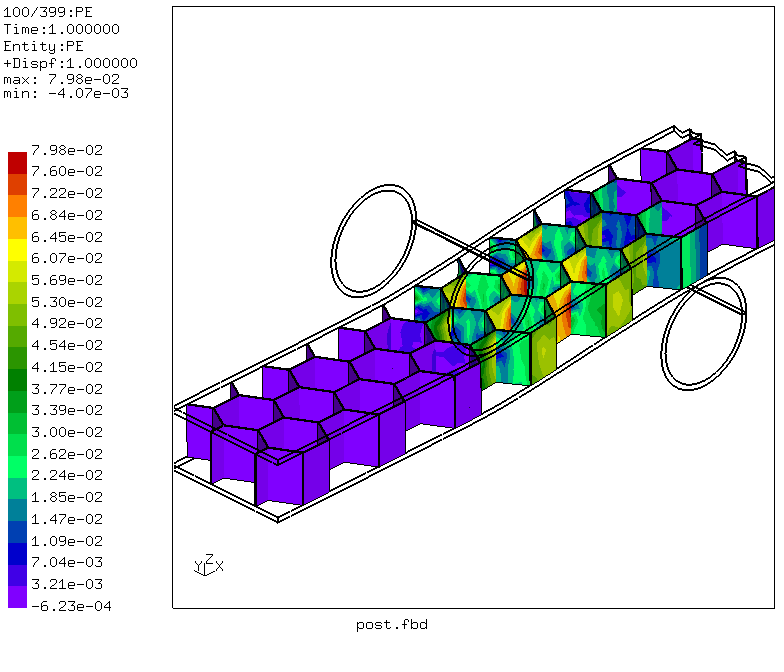 100/399:PE
Time:1.000000
Entity:PE
+Dispf:1.000000
max: 7.98e-02
min: -4.07e-03
7.98e-02
7.60e-02
7.22e-02
6.84e-02
6.45e-02
6.07e-02
5.69e-02
5.30e-02
4.92e-02
4.54e-02
4.15e-02
3.77e-02
3.39e-02
3.00e-02
2.62e-02
2.24e-02
1.85e-02
1.47e-02
1.09e-02
7.04e-03
3.21e-03
-6.23e-04
Z
Y X
post.fbd